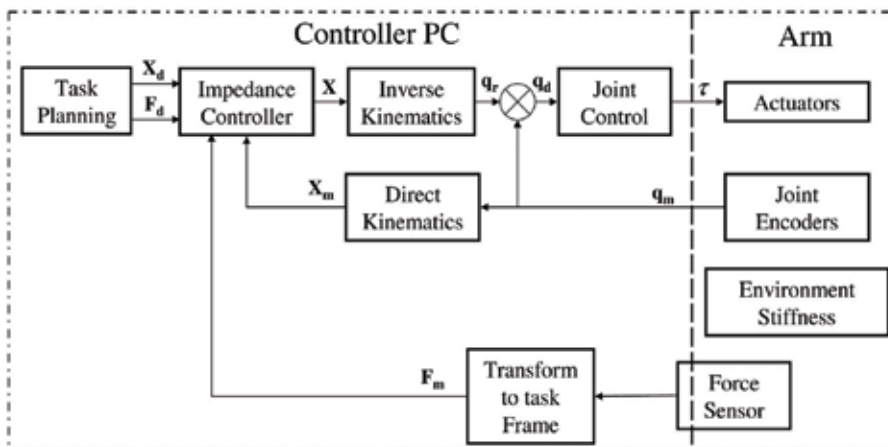 Controller PC
Arm
Task
Planning
X_d
F_d
Impedance
Controller
X
Inverse
Kinematics
q_r
q_d
Joint
Control
τ
Actuators
X_m
Direct
Kinematics
q_m
Joint
Encoders
Environment
Stiffness
F_m
Transform
to task
Frame
Force
Sensor